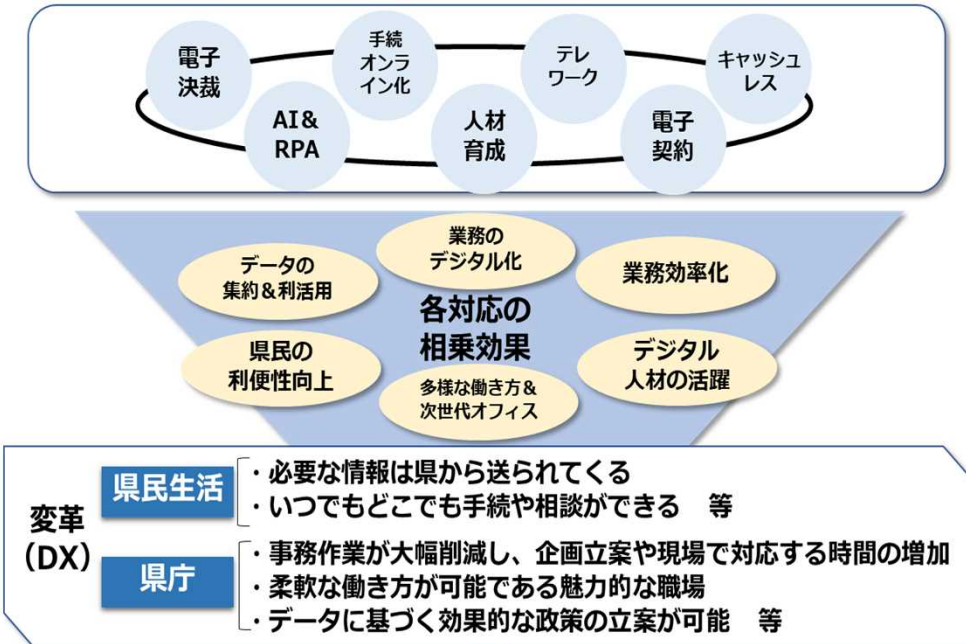 電子
決裁
手続
オンラ
イン化
テレ
ワーク
キャッシュ
レス
AI&
RPA
人材
育成
電子
契約
業務の
デジタル化
データの
集約&利活用
業務効率化
各対応の
相乗効果
県民の
利便性向上
デジタル
人材の活躍
多様な働き方&
次世代オフィス
変革
(DX)
県民生活
・必要な情報は県から送られてくる
・いつでもどこでも手続や相談ができる 等
県庁
・事務作業が大幅削減し、企画立案や現場で対応する時間の増加
・柔軟な働き方が可能である魅力的な職場
・データに基づく効果的な政策の立案が可能 等